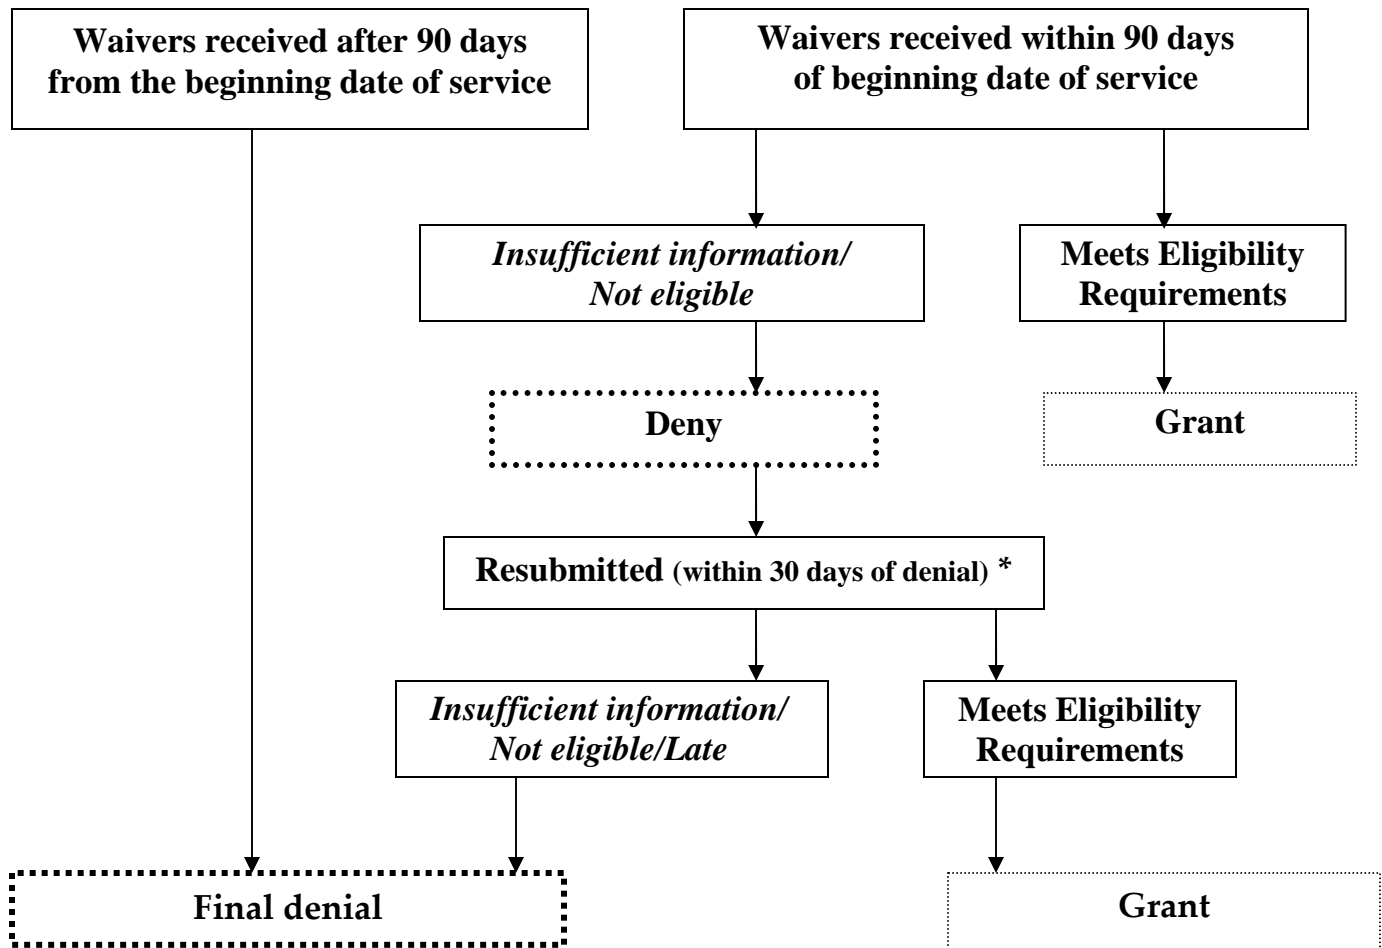 Waivers received after 90 days
from the beginning date of service
Waivers received within 90 days
of beginning date of service
Insufficient information/
Not eligible
Meets Eligibility
Requirements
Deny
Grant
Resubmitted (within 30 days of denial) *
Insufficient information/
Not eligible/Late
Meets Eligibility
Requirements
Final denial
Grant